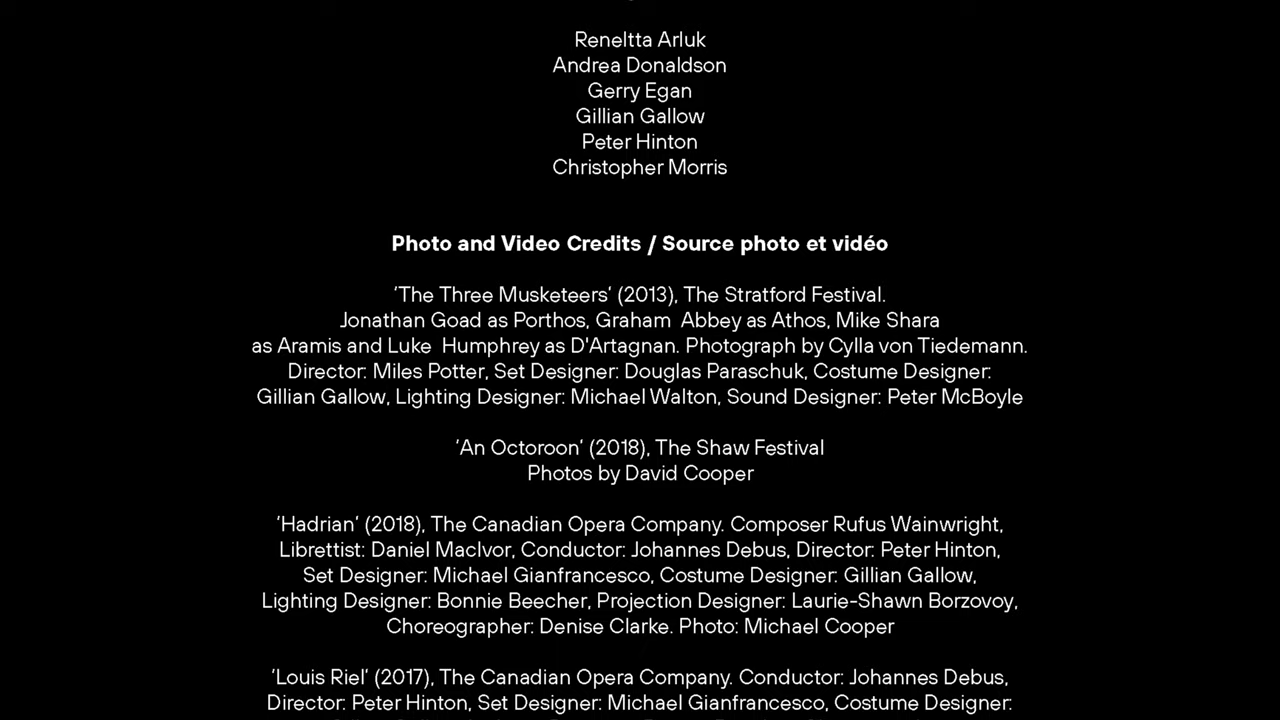 Reneltta Arluk
Andrea Donaldson
Gerry Egan
Gillian Gallow
Peter Hinton
Christopher Morris
Photo and Video Credits / Source photo et vidéo
‘The Three Musketeers‘ (2013), The Stratford Festival.
Jonathan Goad as Porthos, Graham Abbey as Athos, Mike Shara
as Aramis and Luke Humphrey as D'Artagnan. Photograph by Cylla von Tiedemann.
Director: Miles Potter, Set Designer: Douglas Paraschuk, Costume Designer:
Gillian Gallow, Lighting Designer: Michael Walton, Sound Designer: Peter McBoyle
‘An Octoroon‘ (2018), The Shaw Festival
Photos by David Cooper
‘Hadrian‘ (2018), The Canadian Opera Company. Composer Rufus Wainwright,
Librettist: Daniel MacIvor, Conductor: Johannes Debus, Director: Peter Hinton,
Set Designer: Michael Gianfrancesco, Costume Designer: Gillian Gallow,
Lighting Designer: Bonnie Beecher, Projection Designer: Laurie-Shawn Borzovoy,
Choreographer: Denise Clarke. Photo: Michael Cooper
‘Louis Riel‘ (2017), The Canadian Opera Company. Conductor: Johannes Debus,
Director: Peter Hinton, Set Designer: Michael Gianfrancesco, Costume Designer: